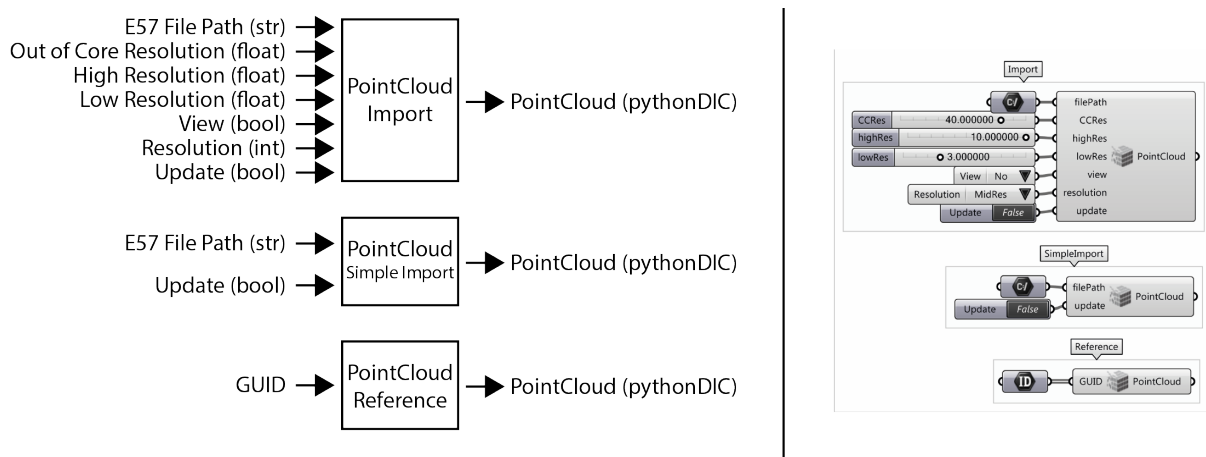 E57 File Path (str)
Out of Core Resolution (float)
High Resolution (float)
Low Resolution (float)
View (bool)
Resolution (int)
Update (bool)
PointCloud
Import
PointCloud (pythonDIC)
E57 File Path (str)
Update (bool)
PointCloud
Simple Import
PointCloud (pythonDIC)
GUID
PointCloud
Reference
PointCloud (pythonDIC)
Import
C/ filePath
CCRes 40.000000 CCRes
highRes 10.000000 highRes
lowRes 3.000000 lowRes
PointCloud
View No view
Resolution MidRes resolution
Update False update
SimpleImport
C/ filePath
PointCloud
Update False update
Reference
ID GUID PointCloud